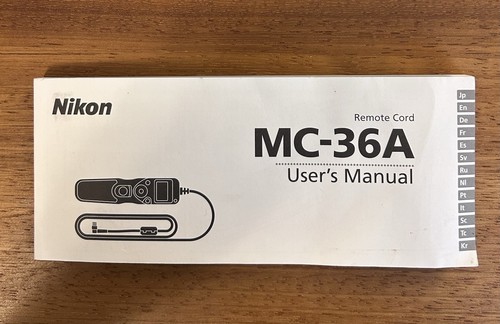 Nikon
Remote Cord
MC-36A
User's Manual
Jp
En
De
Fr
Es
Sv
Ru
Nl
Pt
It
Sc
Tc
Kr